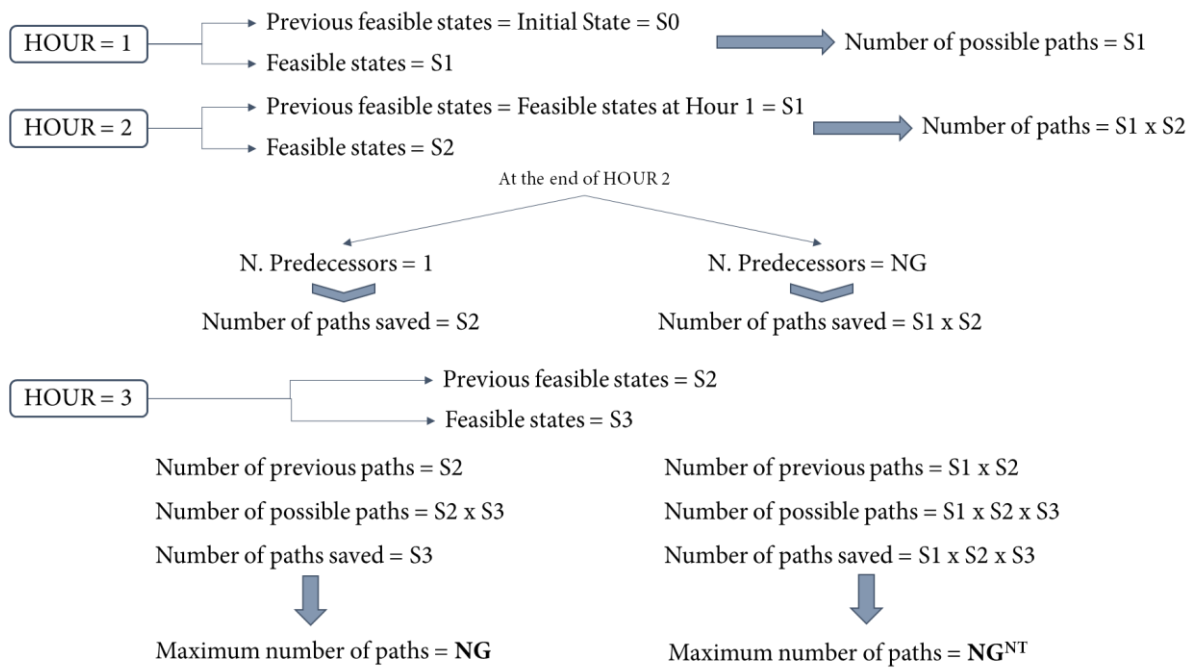 HOUR = 1
Previous feasible states = Initial State = S0
Feasible states = S1
Number of possible paths = S1
HOUR = 2
Previous feasible states = Feasible states at Hour 1 = S1
Feasible states = S2
Number of paths = S1 x S2
At the end of HOUR 2
N. Predecessors = 1
Number of paths saved = S2
N. Predecessors = NG
Number of paths saved = S1 x S2
HOUR = 3
Previous feasible states = S2
Feasible states = S3
Number of previous paths = S2
Number of possible paths = S2 x S3
Number of paths saved = S3
Maximum number of paths = NG
Number of previous paths = S1 x S2
Number of possible paths = S1 x S2 x S3
Number of paths saved = S1 x S2 x S3
Maximum number of paths = NG^NT